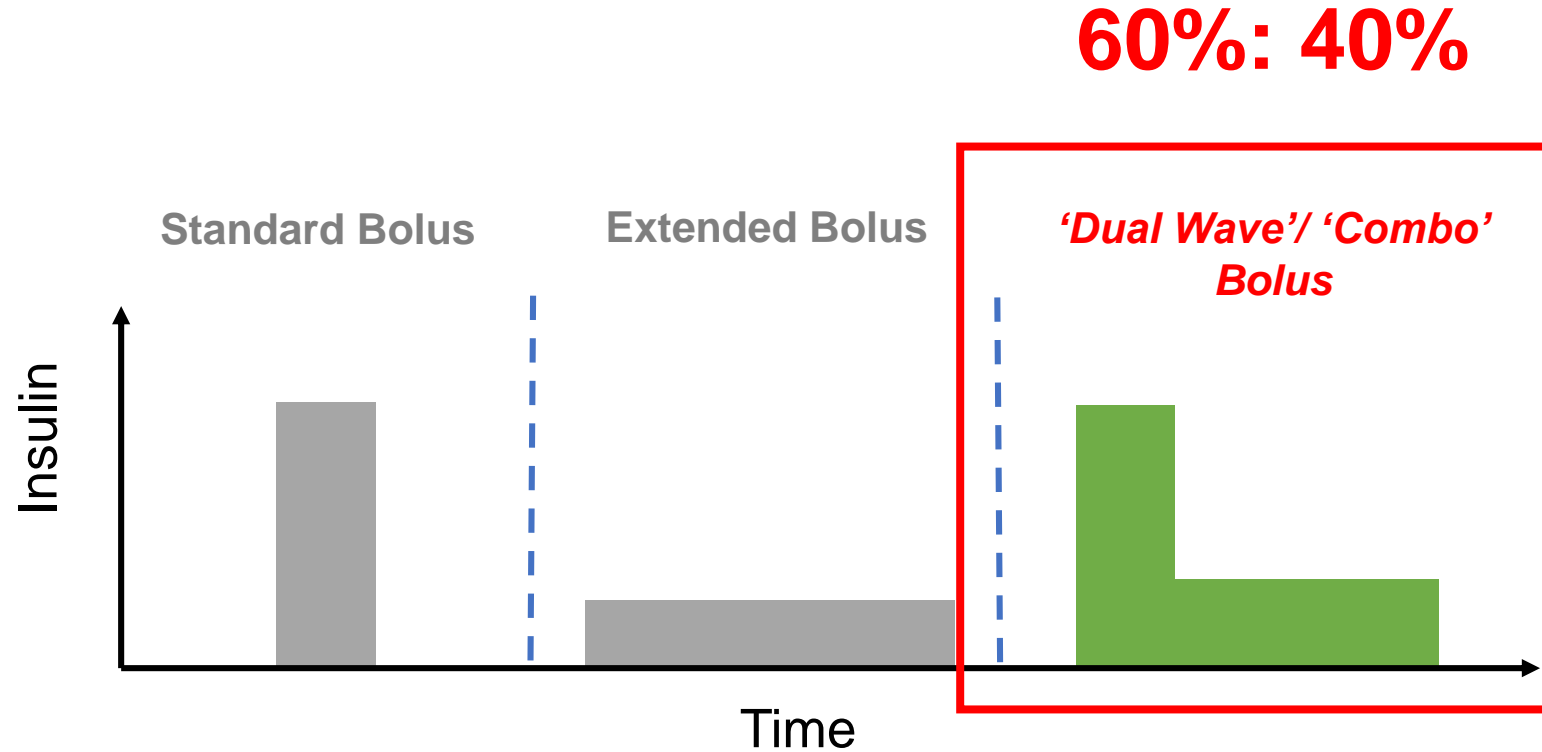 60%: 40%
Standard Bolus
Extended Bolus
‘Dual Wave’/ ‘Combo’
Bolus
Insulin
Time